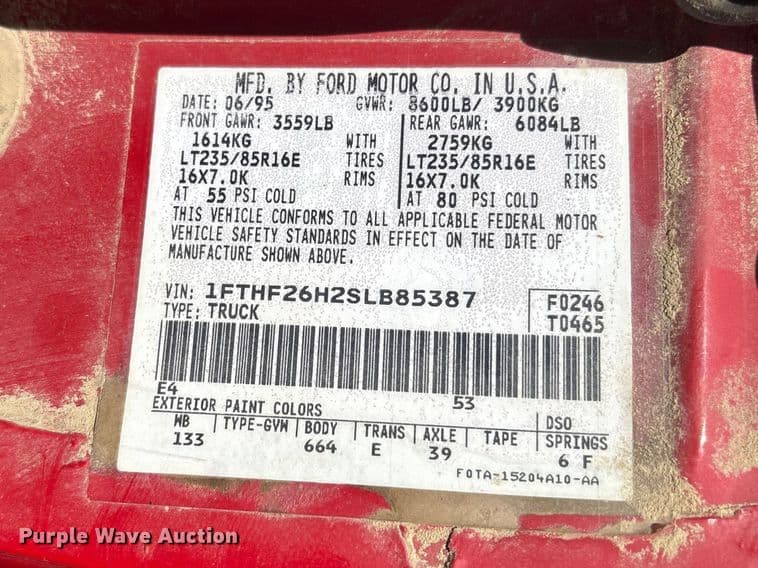 MFD. BY FORD MOTOR CO. IN U.S.A.
DATE: 06/95 GVWR: 8600LB/ 3900KG
FRONT GAWR: 3559LB REAR GAWR: 6084LB
1614KG WITH 2759KG WITH
LT235/85R16E TIRES LT235/85R16E TIRES
16X7.0K RIMS 16X7.0K RIMS
AT 55 PSI COLD AT 80 PSI COLD
THIS VEHICLE CONFORMS TO ALL APPLICABLE FEDERAL MOTOR
VEHICLE SAFETY STANDARDS IN EFFECT ON THE DATE OF
MANUFACTURE SHOWN ABOVE.
VIN: 1FTHF26H2SLB85387 F0246
TYPE: TRUCK T0465
E4 53
EXTERIOR PAINT COLORS DSO
WB TYPE-GVW BODY TRANS AXLE TAPE SPRINGS
133 664 E 39 6 F
F0TA-15204A10-AA
Purple Wave Auction